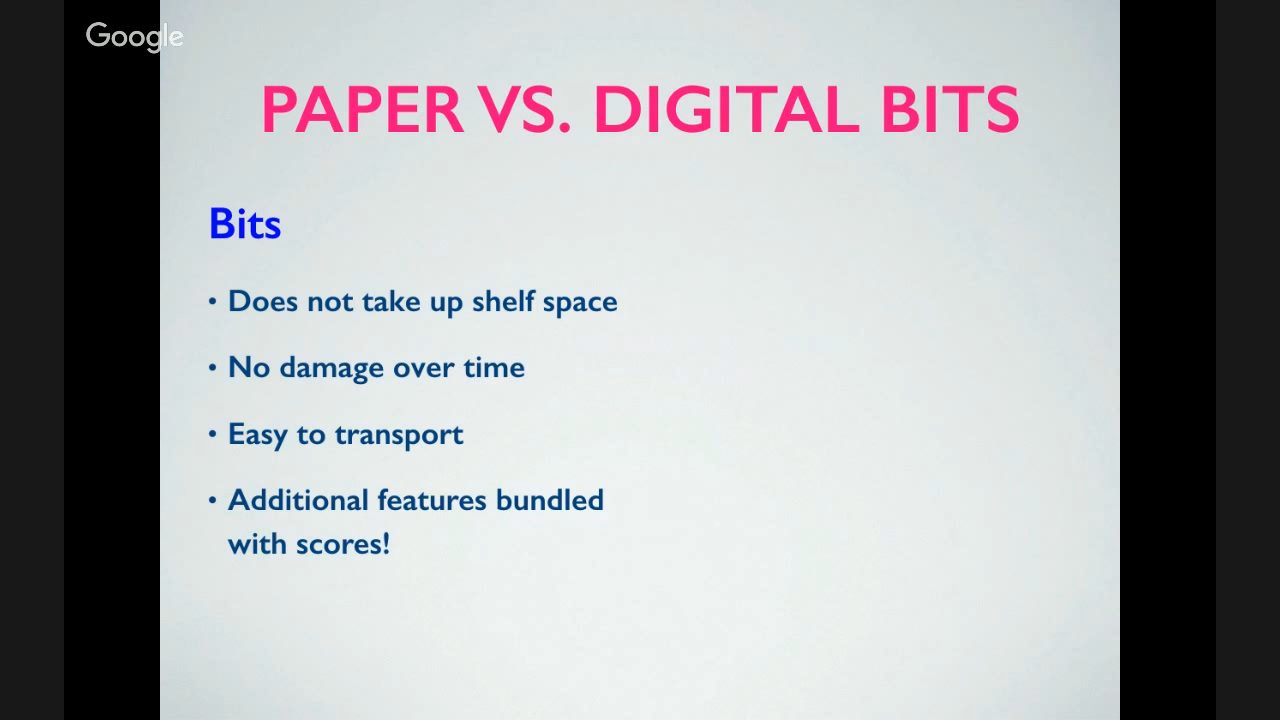 Google
PAPER VS. DIGITAL BITS
Bits
• Does not take up shelf space
• No damage over time
• Easy to transport
• Additional features bundled
with scores!